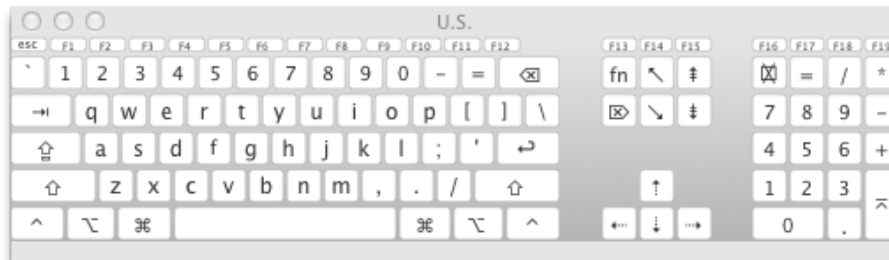 U.S.
esc F1 F2 F3 F4 F5 F6 F7 F8 F9 F10 F11 F12 F13 F14 F15 F16 F17 F18 F19
` 1 2 3 4 5 6 7 8 9 0 - = ⌫ fn ↖ ⇞ = / *
⇥ q w e r t y u i o p [ ] \ ⌦ ↘ ⇟ 7 8 9 -
⇪ a s d f g h j k l ; ' ↩ 4 5 6 +
⇧ z x c v b n m , . / ⇧ ⇡ 1 2 3 ⌅
^ ⌥ ⌘ ⌘ ⌥ ^ ⇠ ⇣ ⇢ 0 .